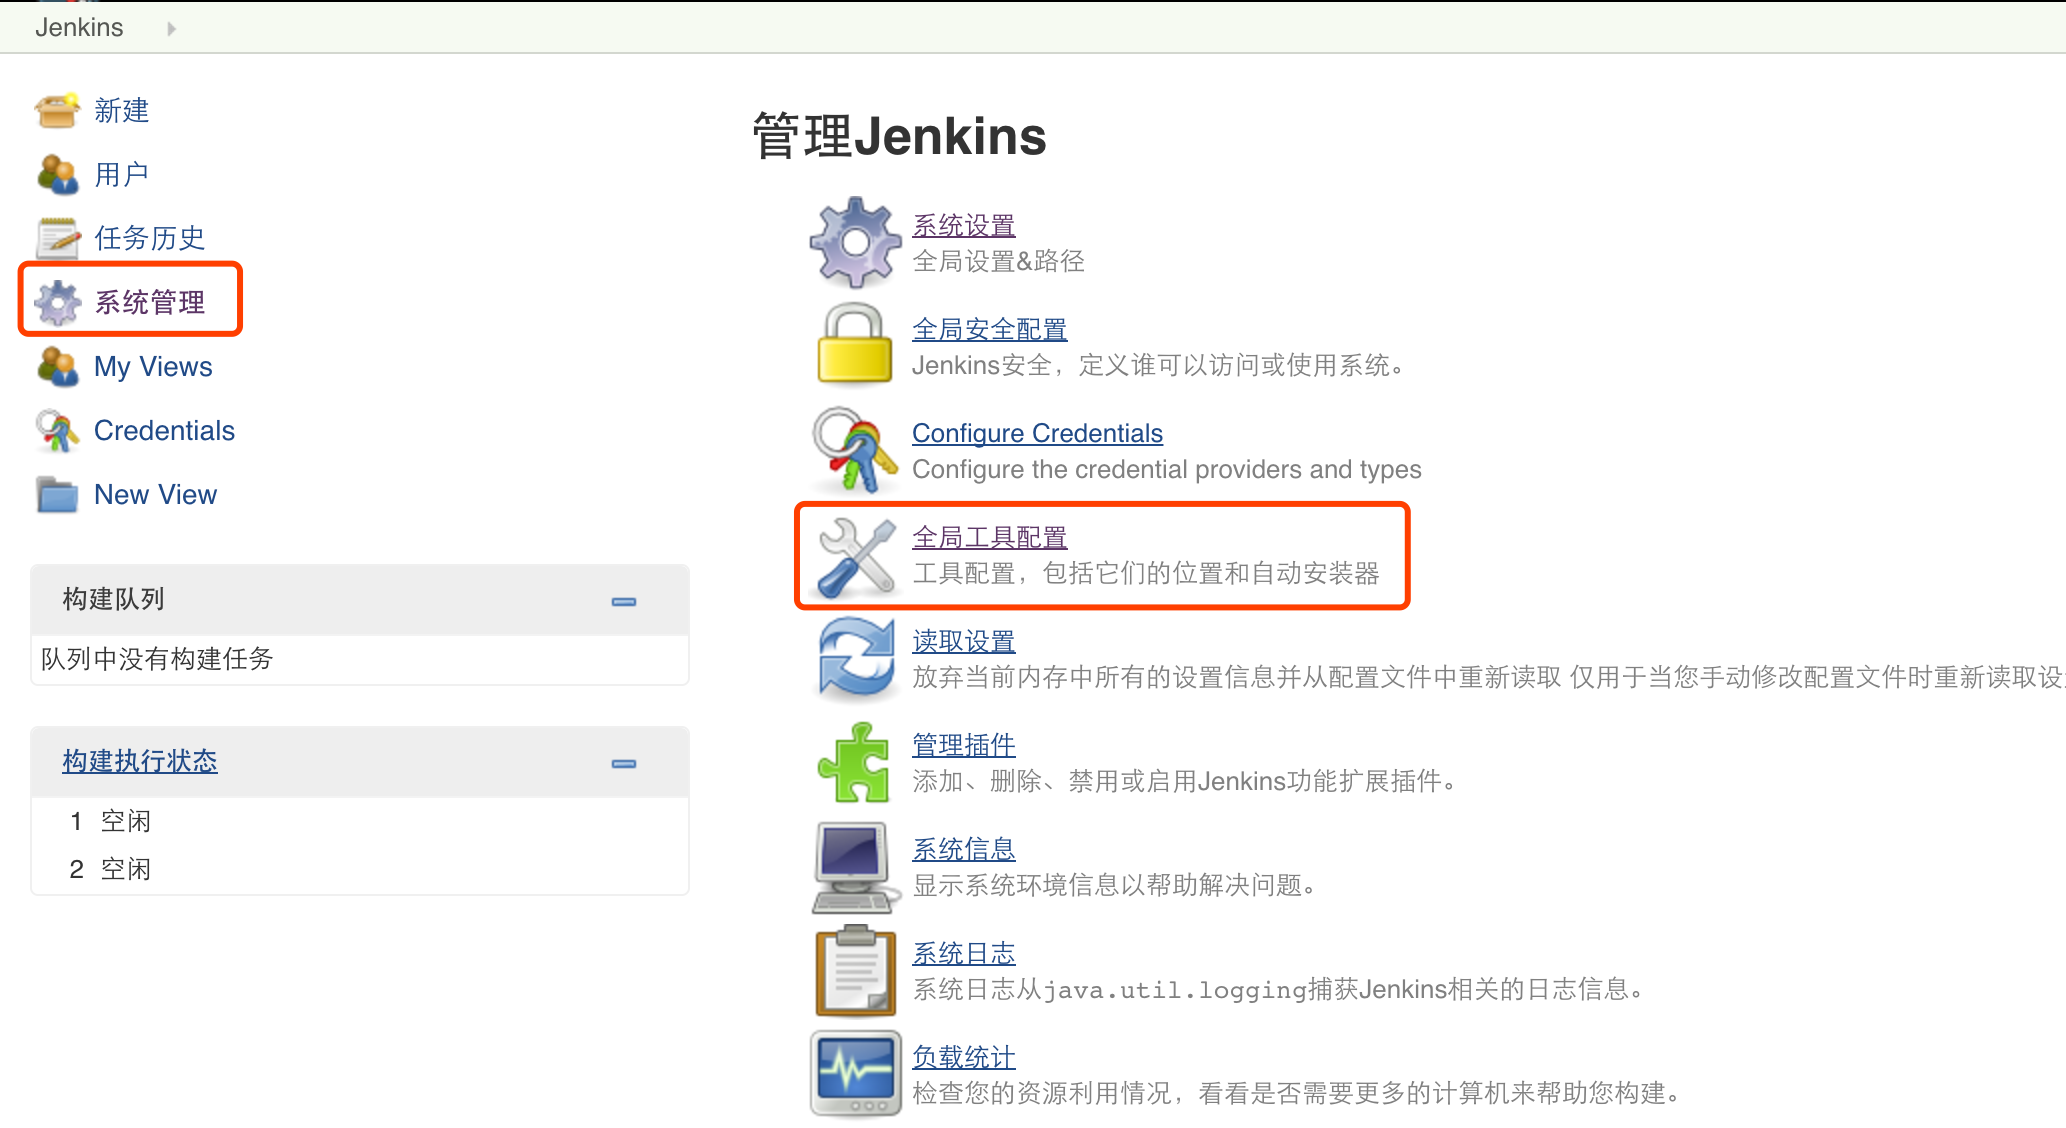 Jenkins
新建
用户
任务历史
系统管理
My Views
Credentials
New View
构建队列
队列中没有构建任务
构建执行状态
1 空闲
2 空闲
管理Jenkins
系统设置
全局设置&路径
全局安全配置
Jenkins安全，定义谁可以访问或使用系统。
Configure Credentials
Configure the credential providers and types
全局工具配置
工具配置，包括它们的位置和自动安装器
读取设置
放弃当前内存中所有的设置信息并从配置文件中重新读取 仅用于当您手动修改配置文件时重新读取设
管理插件
添加、删除、禁用或启用Jenkins功能扩展插件。
系统信息
显示系统环境信息以帮助解决问题。
系统日志
系统日志从java.util.logging捕获Jenkins相关的日志信息。
负载统计
检查您的资源利用情况，看看是否需要更多的计算机来帮助您构建。